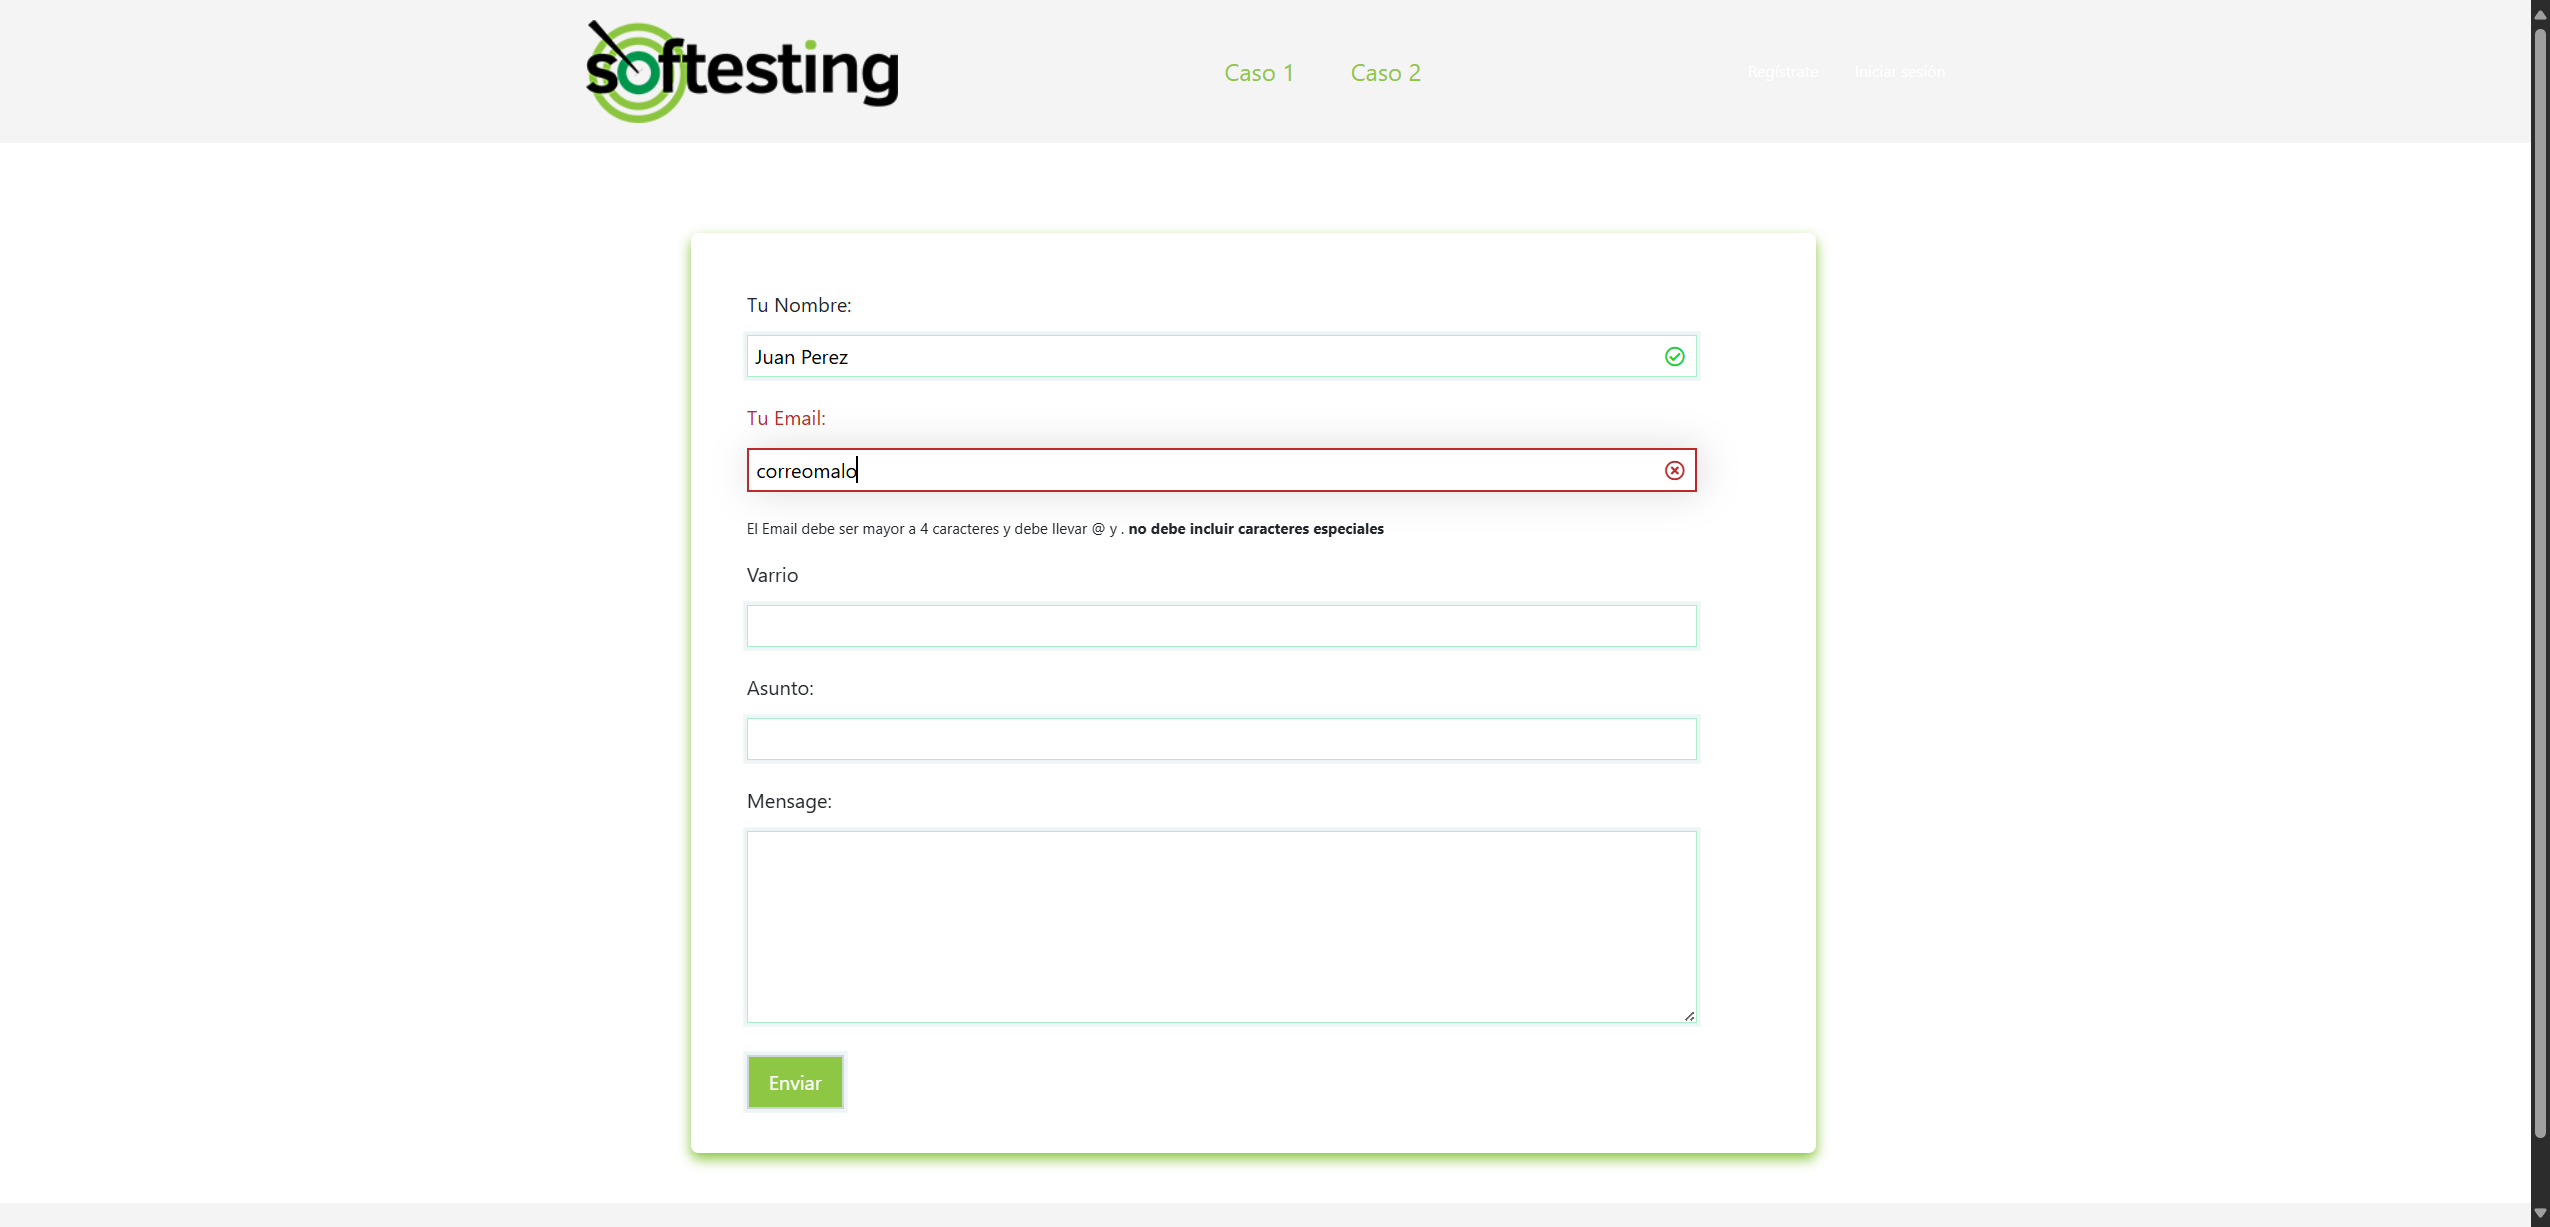 softesting
Caso 1 Caso 2 Regístrate Iniciar sesión
Tu Nombre:
Juan Perez
Tu Email:
correomalo
El Email debe ser mayor a 4 caracteres y debe llevar @ y . no debe incluir caracteres especiales
Varrio
Asunto:
Mensage:
Enviar